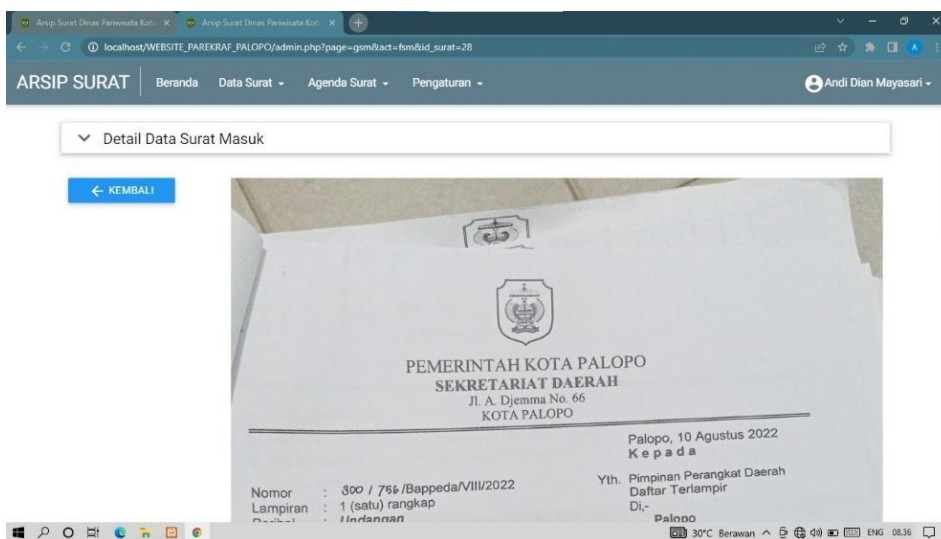 Arsip Surat Dinas Pariwisata Kot
Arsip Surat Dinas Pariwisata Kot
localhost/WEBSITE_PAREKRAF_PALOPO/admin.php?page=gsm&act=fsm&id_surat=28
ARSIP SURAT
Beranda
Data Surat
Agenda Surat
Pengaturan
Andi Dian Mayasari
Detail Data Surat Masuk
← KEMBALI
PEMERINTAH KOTA PALOPO
SEKRETARIAT DAERAH
Jl. A. Djemma No. 66
KOTA PALOPO
Palopo, 10 Agustus 2022
Kepada
Yth. Pimpinan Perangkat Daerah
Daftar Terlampir
Di,-
Palopo
Nomor : 800 / 766 /Bappeda/VIII/2022
Lampiran : 1 (satu) rangkap
Perihal : Undangan
30°C Berawan
ENG
08.36